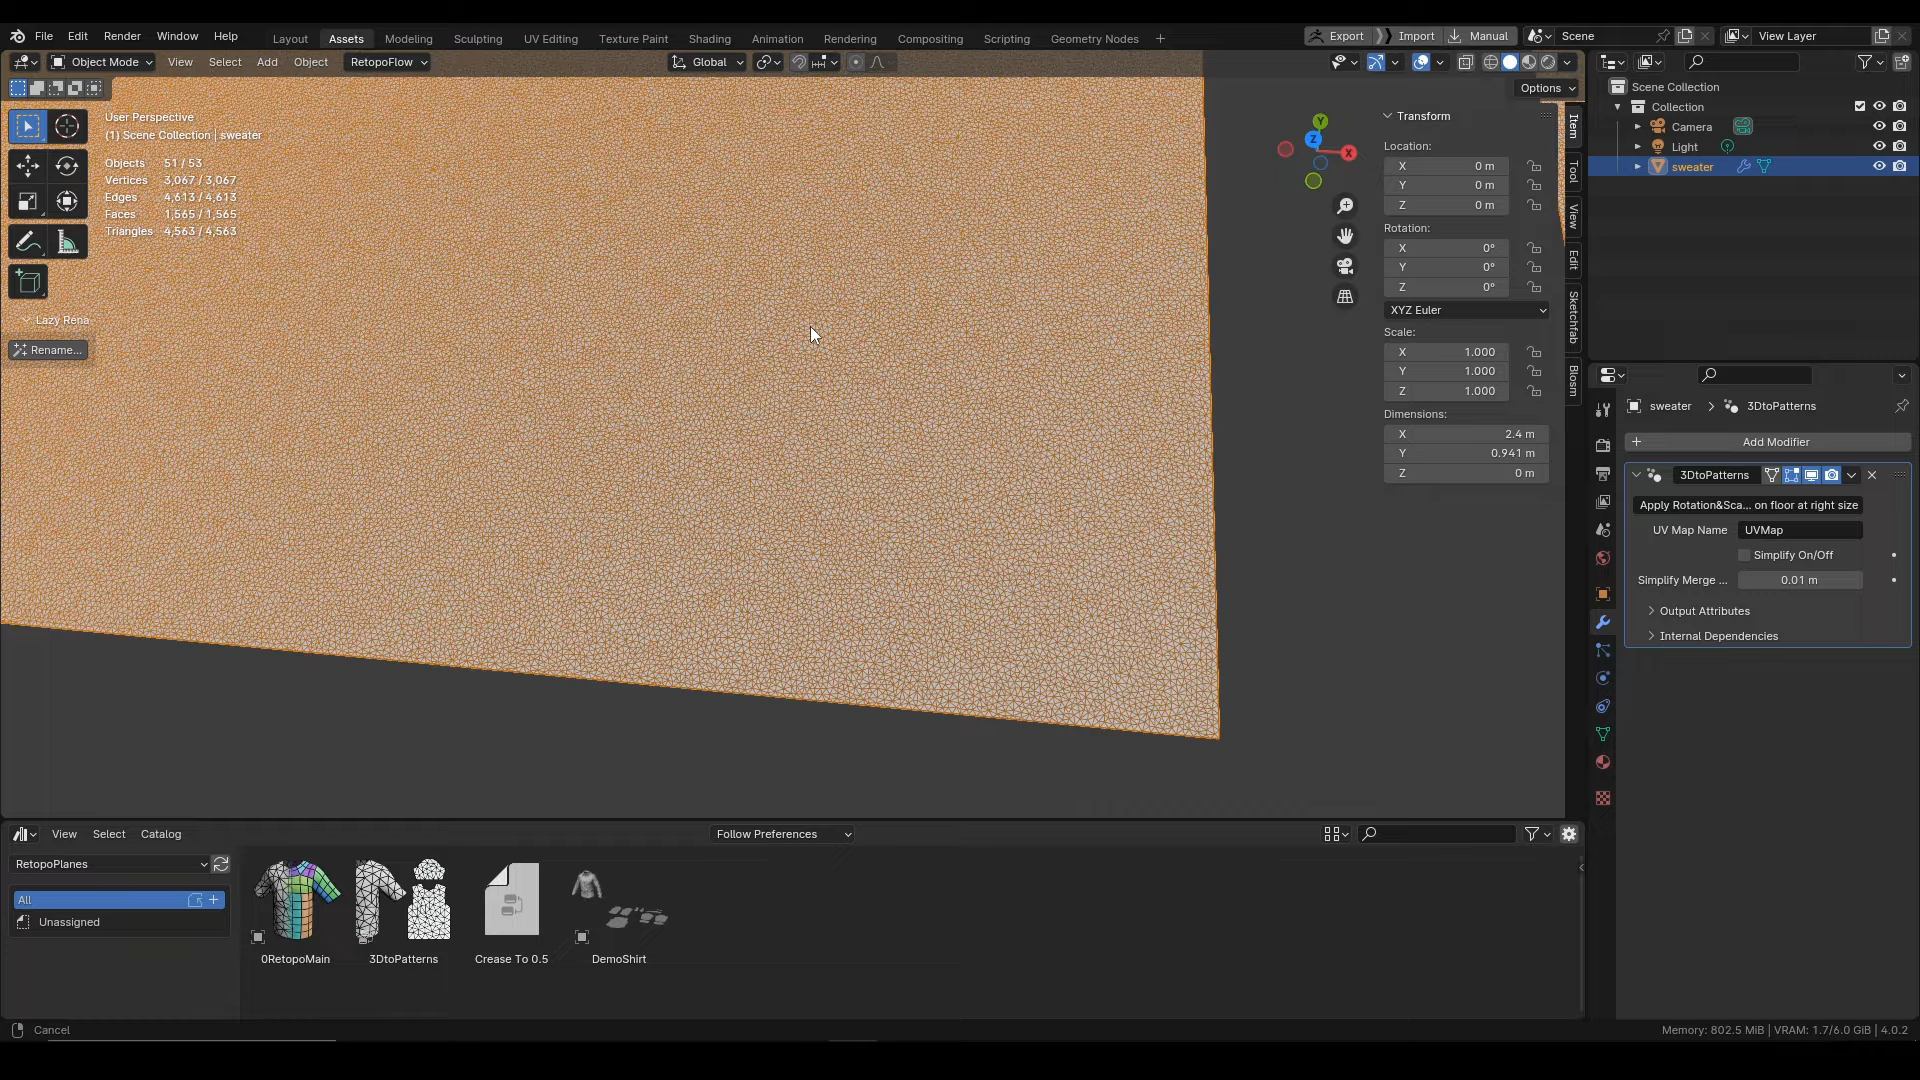 File Edit Render Window Help Layout Assets Modeling Sculpting UV Editing Texture Paint Shading Animation Rendering Compositing Scripting Geometry Nodes Export Import Manual Scene View Layer
Object Mode View Select Add Object RetopoFlow Global
Options
User Perspective
(1) Scene Collection | sweater
Objects 51 / 53
Vertices 3,067 / 3,067
Edges 4,613 / 4,613
Faces 1,565 / 1,565
Triangles 4,563 / 4,563
Lazy Rena
Rename...
Y
Z
X
Transform
Location:
X 0 m
Y 0 m
Z 0 m
Rotation:
X 0°
Y 0°
Z 0°
XYZ Euler
Scale:
X 1.000
Y 1.000
Z 1.000
Dimensions:
X 2.4 m
Y 0.941 m
Z 0 m
Item
Tool
View
Edit
Sketchfab
Blosm
Scene Collection
Collection
Camera
Light
sweater
sweater 3DtoPatterns
Add Modifier
3DtoPatterns
Apply Rotation&Sca... on floor at right size
UV Map Name UVMap
Simplify On/Off
Simplify Merge ... 0.01 m
Output Attributes
Internal Dependencies
View Select Catalog Follow Preferences
RetopoPlanes
All
Unassigned
0RetopoMain 3DtoPatterns Crease To 0.5 DemoShirt
Cancel
Memory: 802.5 MiB | VRAM: 1.7/6.0 GiB | 4.0.2